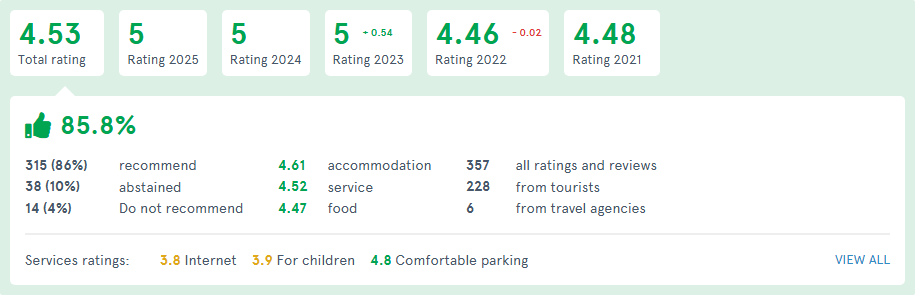 4.53 5 5 5 + 0.54 4.46 - 0.02 4.48
Total rating Rating 2025 Rating 2024 Rating 2023 Rating 2022 Rating 2021
85.8%
315 (86%) recommend 4.61 accommodation 357 all ratings and reviews
38 (10%) abstained 4.52 service 228 from tourists
14 (4%) Do not recommend 4.47 food 6 from travel agencies
Services ratings: 3.8 Internet 3.9 For children 4.8 Comfortable parking VIEW ALL